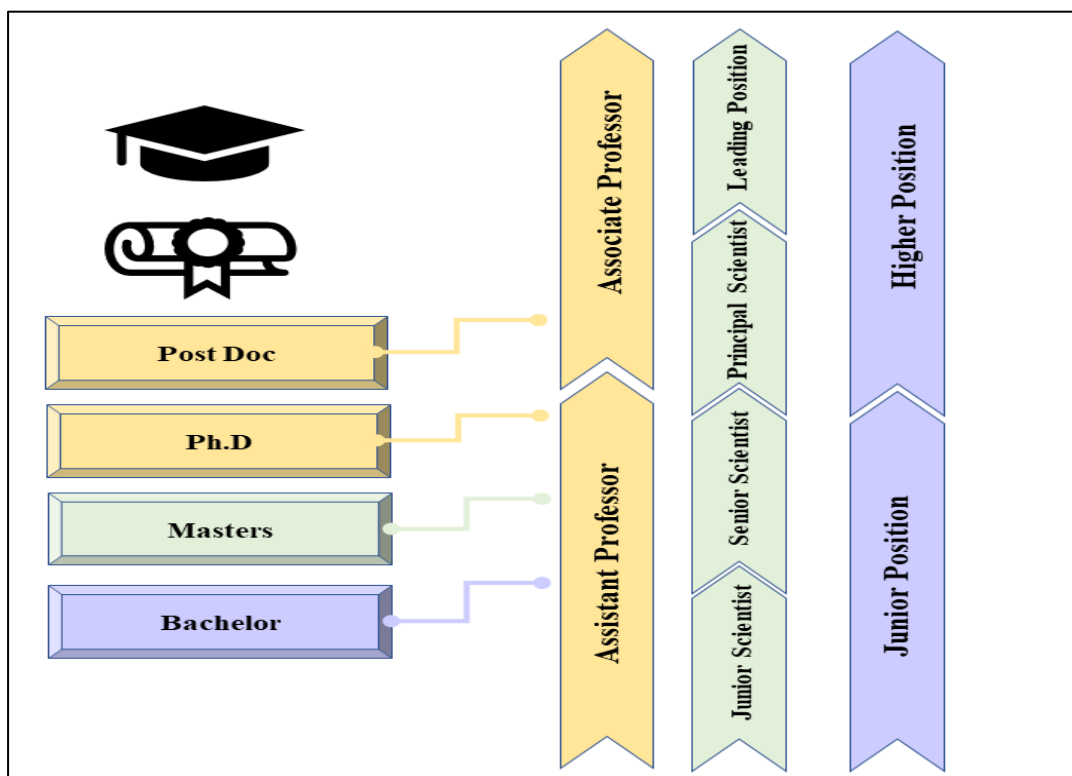 Post Doc
Ph.D
Masters
Bachelor
Associate Professor
Assistant Professor
Leading Position
Principal Scientist
Senior Scientist
Junior Scientist
Higher Position
Junior Position